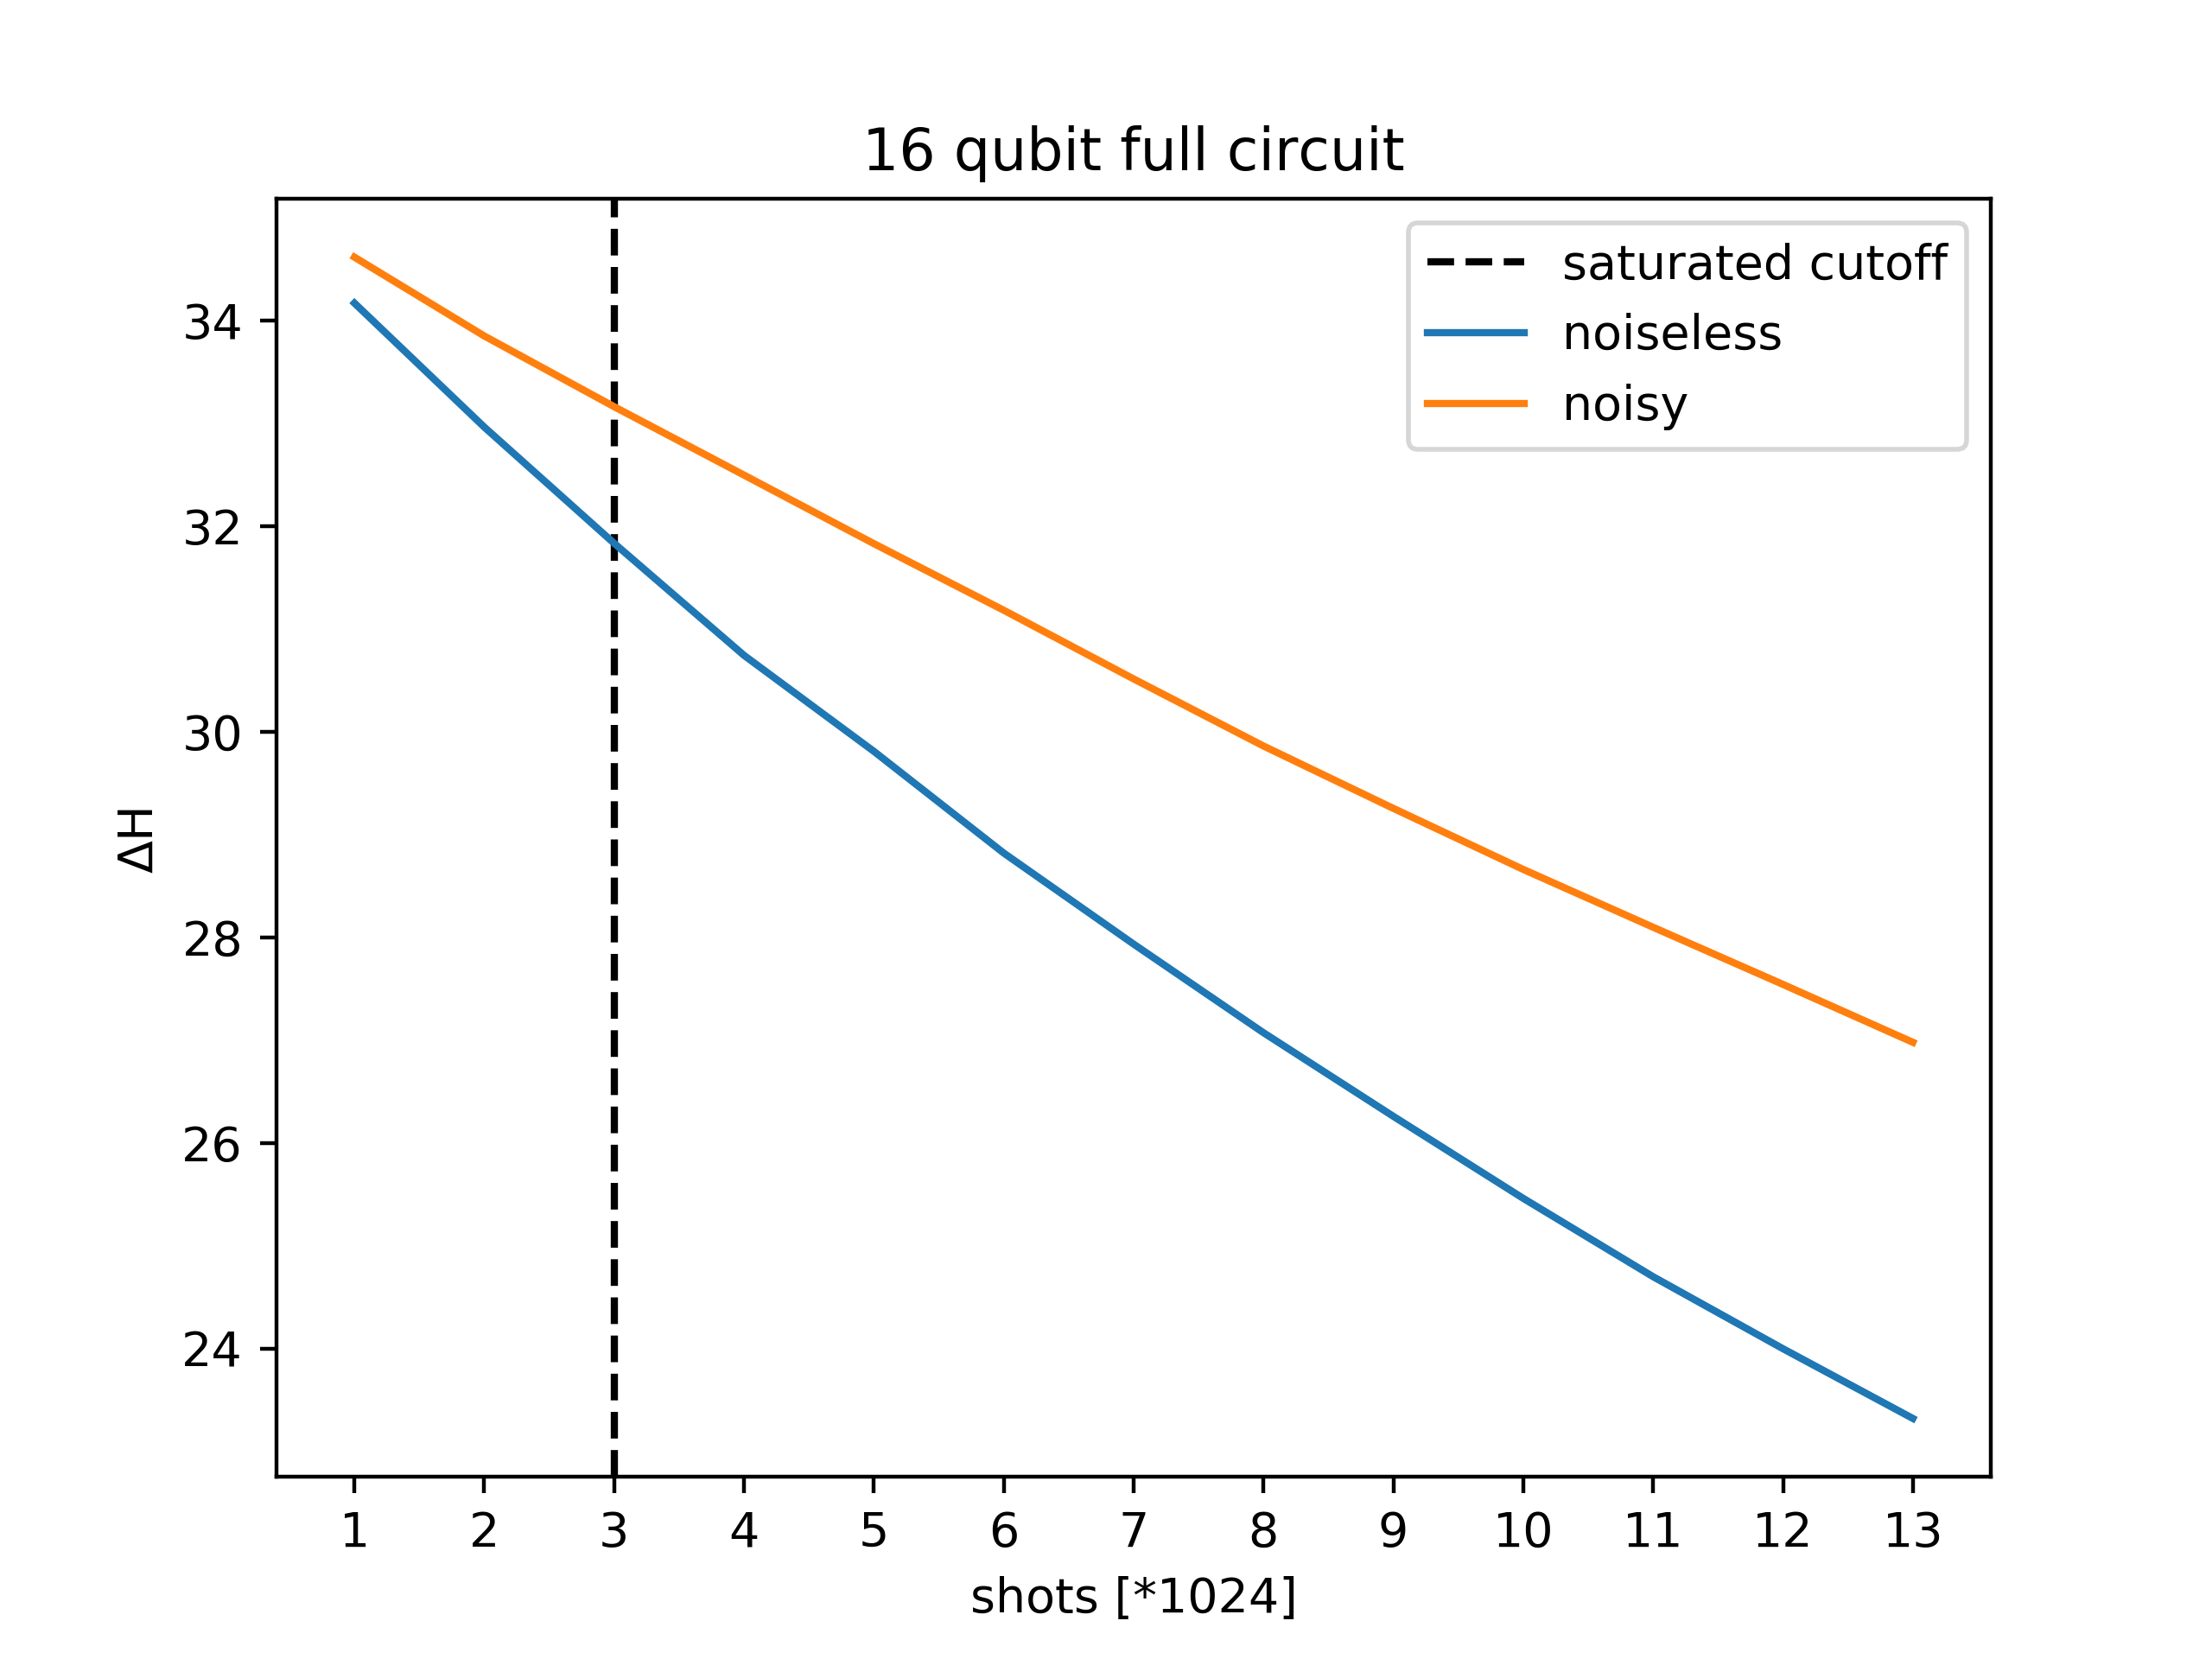 16 qubit full circuit
saturated cutoff
noiseless
noisy
34
32
30
28
26
24
ΔH
1 2 3 4 5 6 7 8 9 10 11 12 13
shots [*1024]